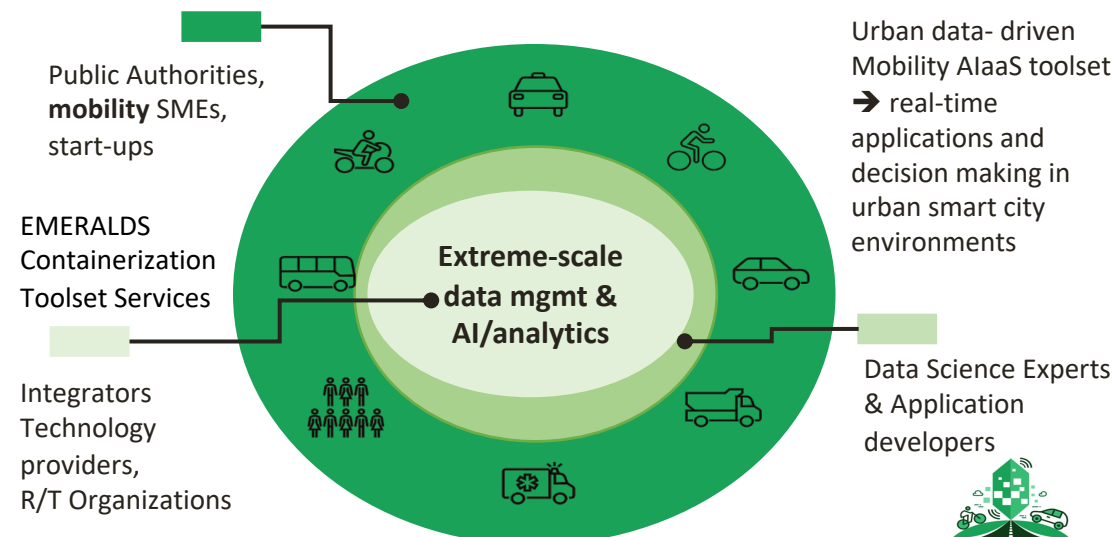 Public Authorities,
mobility SMEs,
start-ups
EMERALDS
Containerization
Toolset Services
Integrators
Technology
providers,
R/T Organizations
Extreme-scale
data mgmt &
AI/analytics
Urban data- driven
Mobility AIaaS toolset
➔ real-time
applications and
decision making in
urban smart city
environments
Data Science Experts
& Application
developers